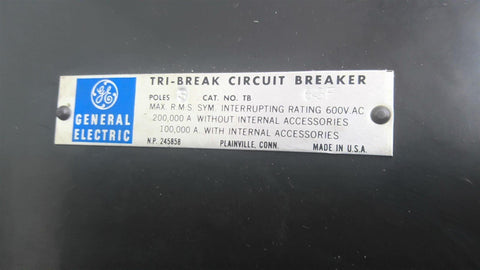 TRI-BREAK CIRCUIT BREAKER
POLES CAT. NO. TB
MAX. R.M.S. SYM. INTERRUPTING RATING 600V.AC
200,000 A WITHOUT INTERNAL ACCESSORIES
100,000 A. WITH INTERNAL ACCESSORIES
N.P. 245858 PLAINVILLE, CONN. MADE IN U.S.A.
GE
GENERAL
ELECTRIC